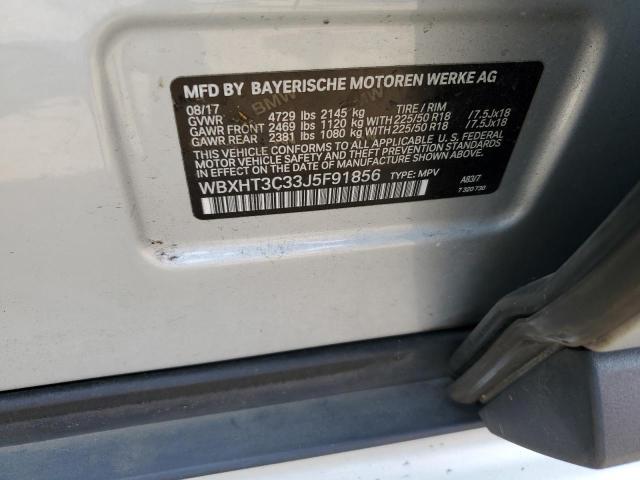 MFD BY BAYERISCHE MOTOREN WERKE AG
08/17 TIRE / RIM
GVWR 4729 lbs 2145 kg
GAWR FRONT 2469 lbs 1120 kg WITH 225/50 R18 /7.5Jx18
GAWR REAR 2381 lbs 1080 kg WITH 225/50 R18 /7.5Jx18
THIS VEHICLE CONFORMS TO ALL APPLICABLE U.S. FEDERAL
MOTOR VEHICLE SAFETY STANDARDS IN EFFECT ON THE
DATE OF MANUFACTURE SHOWN ABOVE.
WBXHT3C33J5F91856 TYPE: MPV A83/7
7 320 730